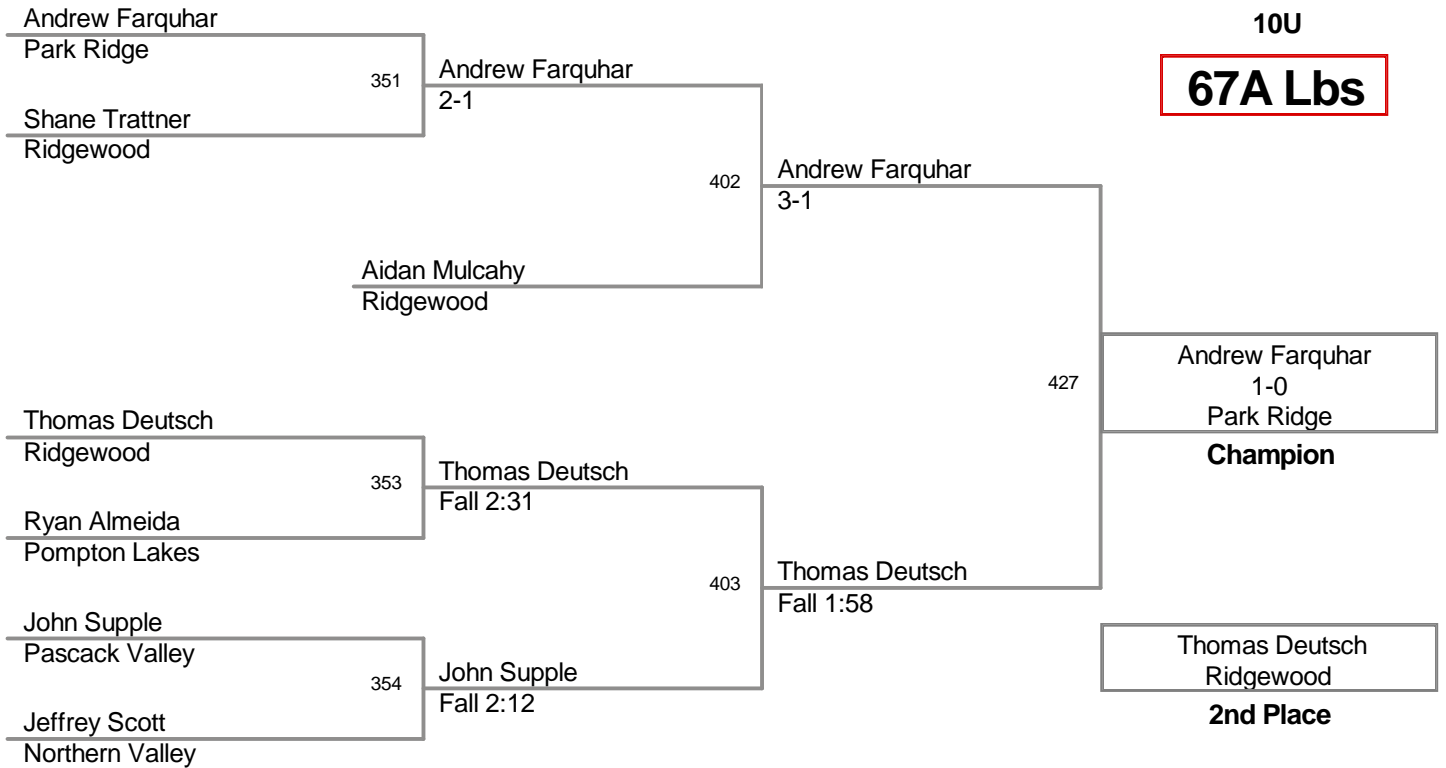 Andrew Farquhar
Park Ridge
351
Shane Trattner
Ridgewood
Andrew Farquhar
2-1
402
Aidan Mulcahy
Ridgewood
Andrew Farquhar
3-1
10U
67A Lbs
Thomas Deutsch
Ridgewood
353
Ryan Almeida
Pompton Lakes
Thomas Deutsch
Fall 2:31
John Supple
Pascack Valley
354
Jeffrey Scott
Northern Valley
John Supple
Fall 2:12
403
Thomas Deutsch
Fall 1:58
427
Andrew Farquhar
1-0
Park Ridge
Champion
Thomas Deutsch
Ridgewood
2nd Place